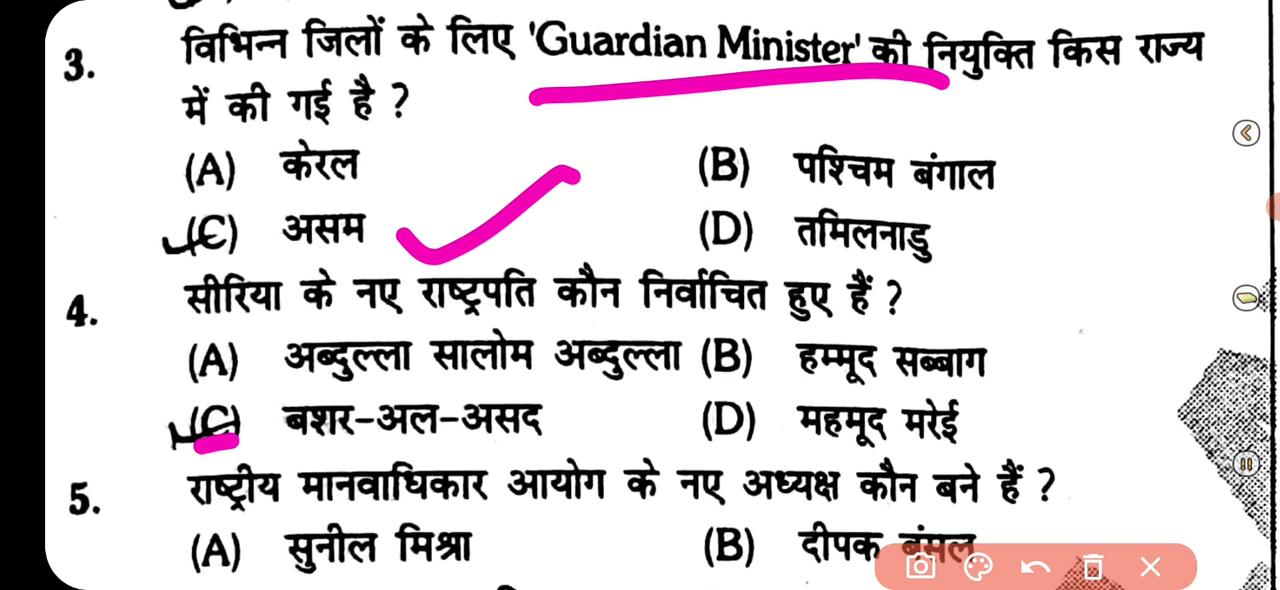 3. विभिन्न जिलों के लिए 'Guardian Minister' की नियुक्ति किस राज्य
में की गई है ?
(A) केरल (B) पश्चिम बंगाल
(C) असम (D) तमिलनाडु
4. सीरिया के नए राष्ट्रपति कौन निर्वाचित हुए हैं ?
(A) अब्दुल्ला सालोम अब्दुल्ला (B) हम्मूद सब्बाग
(C) बशर-अल-असद (D) महमूद मरेई
5. राष्ट्रीय मानवाधिकार आयोग के नए अध्यक्ष कौन बने हैं ?
(A) सुनील मिश्रा (B) दीपक बंसल